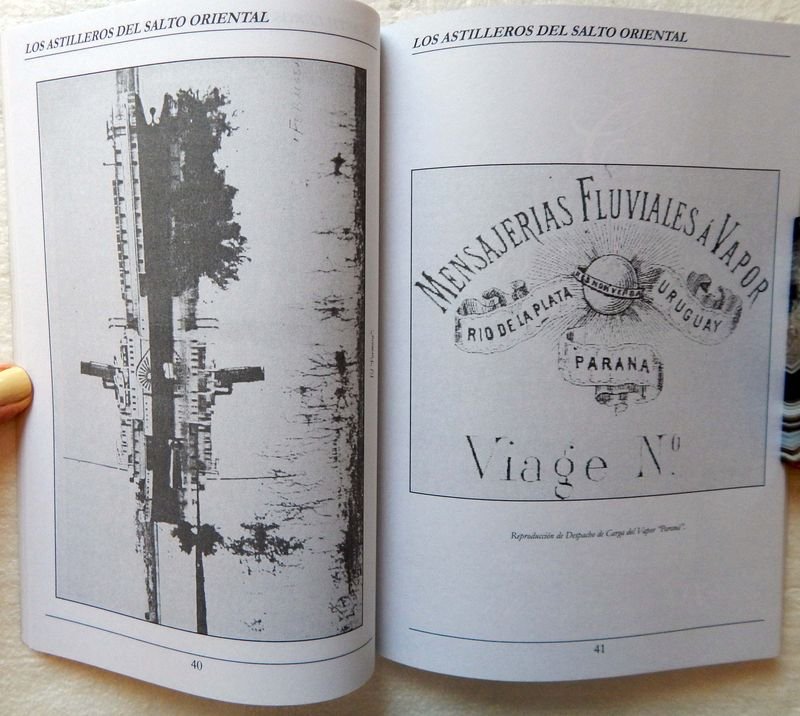 LOS ASTILLEROS DEL SALTO ORIENTAL
40
LOS ASTILLEROS DEL SALTO ORIENTAL
MENSAJERIAS FLUVIALES Á VAPOR
RIO DE LA PLATA
URUGUAY
PARANA
Viage Nº.
Reproducción de Despacho de Carga del Vapor "Paraná".
41